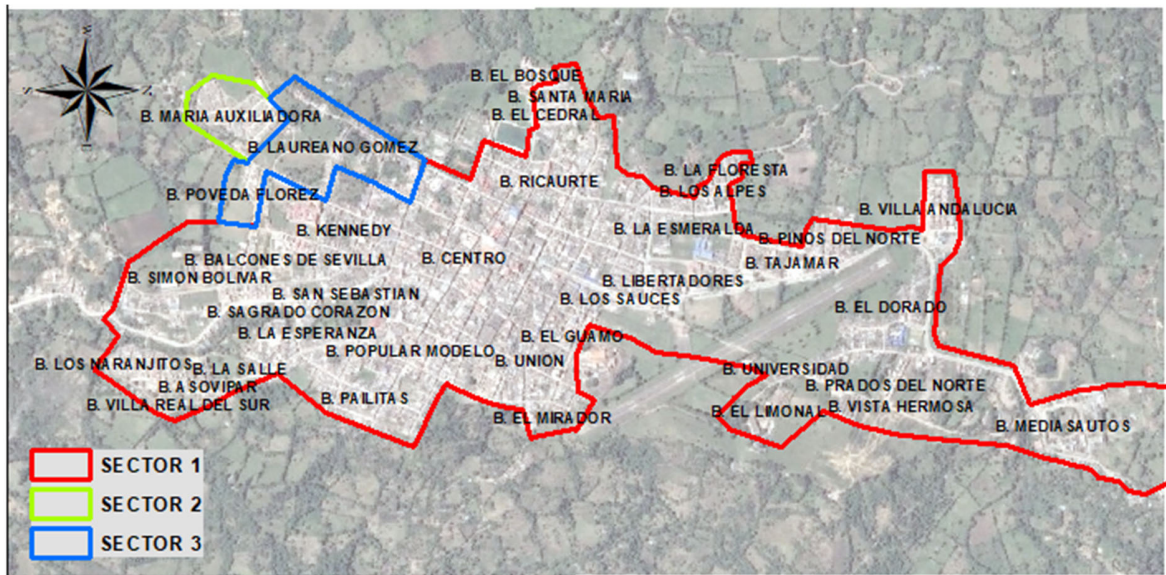 W
S
N
B. EL BOSQUE
B. SANTA MARIA
B. EL CEDRAL
B. MARIA AUXILIADORA
B. LAUREANO GOMEZ
B. LA FLORESTA
B. RICAURTE
B. LOS ALPES
B. POVEDA FLOREZ
B. VILLA ANDALUCIA
B. KENNEDY
B. LA ESMERALDA
B. PINOS DEL NORTE
B. BALCONES DE SEVILLA
B. CENTRO
B. TAJAMAR
B. SIMON BOLIVAR
B. LIBERTADORES
B. SAN SEBASTIAN
B. LOS SAUCES
B. SAGRADO CORAZON
B. EL DORADO
B. LA ESPERANZA
B. EL GUAMO
B. POPULAR MODELO
B. UNION
B. LOS NARANJITOS
B. LA SALLE
B. UNIVERSIDAD
B. ASOVIPAR
B. PRADOS DEL NORTE
B. PAILITAS
B. VILLA REAL DEL SUR
B. VISTA HERMOSA
B. EL LIMONAL
B. EL MIRADOR
B. MEDIASAUTOS
SECTOR 1
SECTOR 2
SECTOR 3